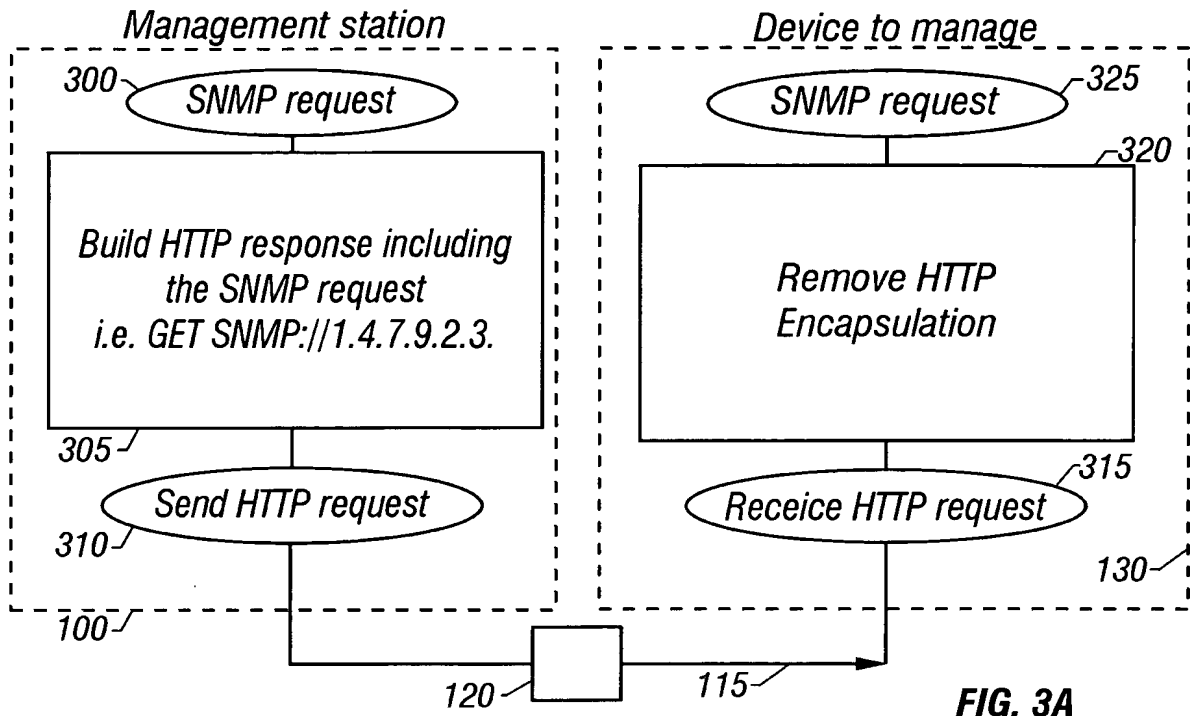 Management station
300
SNMP request
Build HTTP response including
the SNMP request
i.e. GET SNMP://1.4.7.9.2.3.
305
Send HTTP request
310
100
Device to manage
SNMP request
325
320
Remove HTTP
Encapsulation
315
Receice HTTP request
130
120
115
FIG. 3A